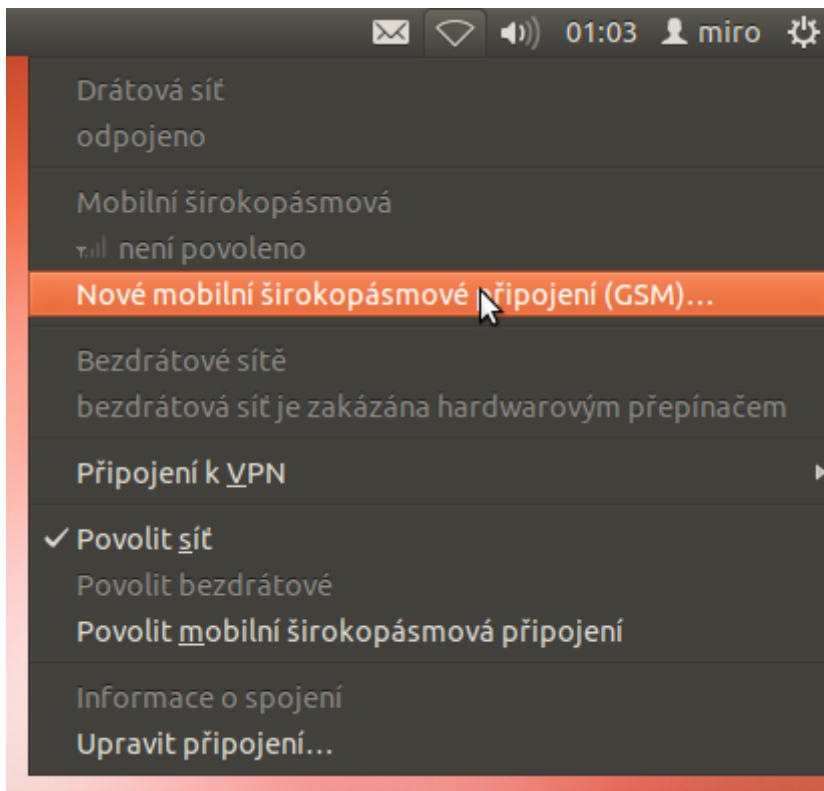 01:03 miro
Drátová síť
odpojeno
Mobilní širokopásmová
není povoleno
Nové mobilní širokopásmové připojení (GSM)...
Bezdrátové sítě
bezdrátová síť je zakázána hardwarovým přepínačem
Připojení k VPN
Povolit síť
Povolit bezdrátové
Povolit mobilní širokopásmová připojení
Informace o spojení
Upravit připojení...